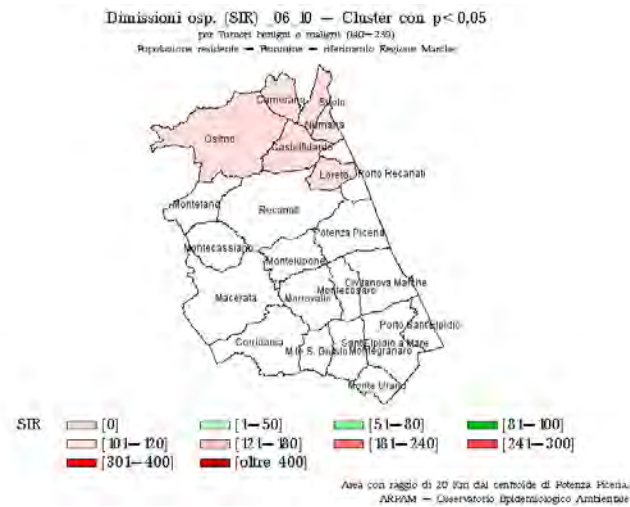 Dimissioni osp. (SIR) _06_10 — Cluster con p<0,05
per Tumori benigni e maligni (140—239)
Popolazione residente — Femmine — riferimento Regione Marche
Camerano
Sirolo
Osimo
Numana
Castelfidardo
Loreto
Porto Recanati
Montefano
Recanati
Potenza Picena
Montecassiano
Montelupone
Civitanova Marche
Montecosaro
Macerata
Morrovalle
Porto Sant'Elpidio
Corridonia
Sant'Elpidio a Mare
M.te S. Giusto
Montegranaro
Monte Urano
SIR [0] [1—50] [51—80] [81—100]
[101—120] [121—180] [181—240] [241—300]
[301—400] [oltre 400]
Area con raggio di 20 Km dal centroide di Potenza Picena.
ARPAM — Osservatorio Epidemiologico Ambientale